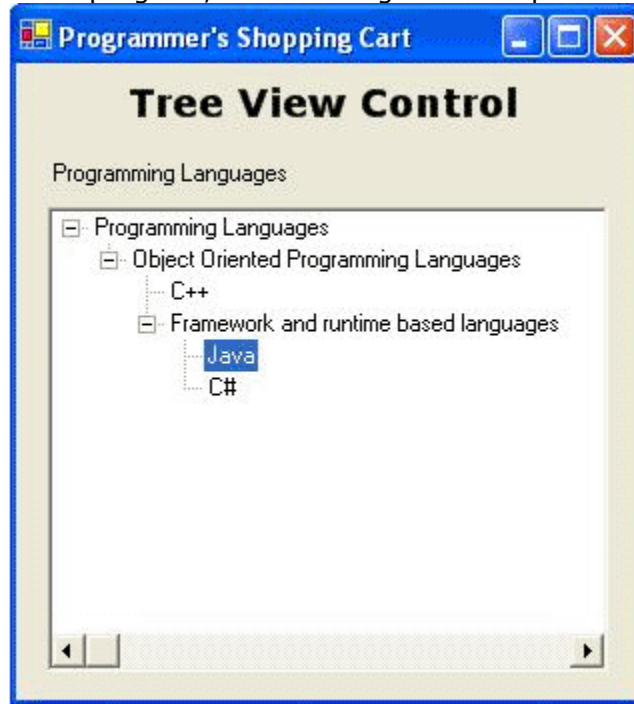 Programmer's Shopping Cart
Tree View Control
Programming Languages
Programming Languages
Object Oriented Programming Languages
C++
Framework and runtime based languages
Java
C#